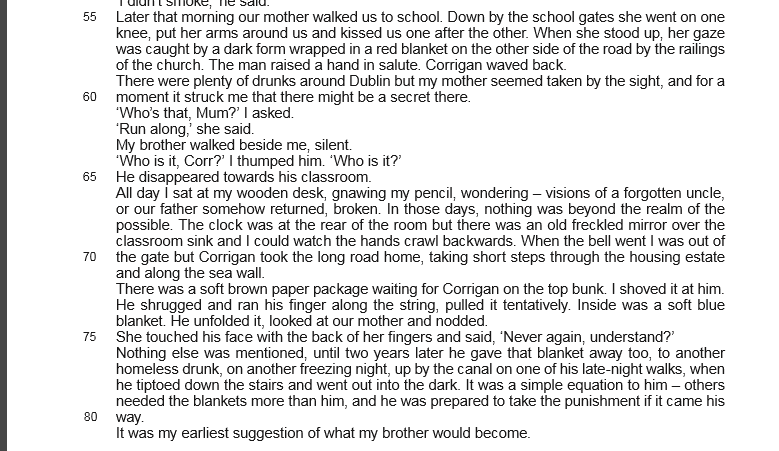 'I didn't smoke,' he said.
55 Later that morning our mother walked us to school. Down by the school gates she went on one
knee, put her arms around us and kissed us one after the other. When she stood up, her gaze
was caught by a dark form wrapped in a red blanket on the other side of the road by the railings
of the church. The man raised a hand in salute. Corrigan waved back.
There were plenty of drunks around Dublin but my mother seemed taken by the sight, and for a
60 moment it struck me that there might be a secret there.
‘Who's that, Mum?’ I asked.
‘Run along,’ she said.
My brother walked beside me, silent.
‘Who is it, Corr?’ I thumped him. ‘Who is it?’
65 He disappeared towards his classroom.
All day I sat at my wooden desk, gnawing my pencil, wondering – visions of a forgotten uncle,
or our father somehow returned, broken. In those days, nothing was beyond the realm of the
possible. The clock was at the rear of the room but there was an old freckled mirror over the
classroom sink and I could watch the hands crawl backwards. When the bell went I was out of
70 the gate but Corrigan took the long road home, taking short steps through the housing estate
and along the sea wall.
There was a soft brown paper package waiting for Corrigan on the top bunk. I shoved it at him.
He shrugged and ran his finger along the string, pulled it tentatively. Inside was a soft blue
blanket. He unfolded it, looked at our mother and nodded.
75 She touched his face with the back of her fingers and said, ‘Never again, understand?’
Nothing else was mentioned, until two years later he gave that blanket away too, to another
homeless drunk, on another freezing night, up by the canal on one of his late-night walks, when
he tiptoed down the stairs and went out into the dark. It was a simple equation to him – others
needed the blankets more than him, and he was prepared to take the punishment if it came his
80 way.
It was my earliest suggestion of what my brother would become.